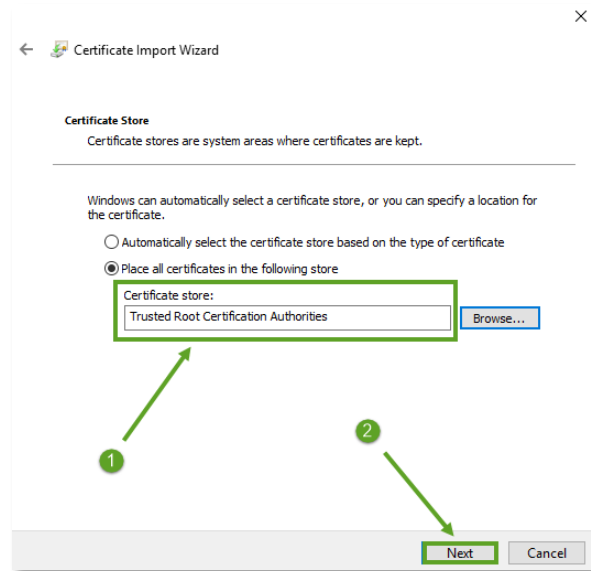 Certificate Import Wizard
Certificate Store
Certificate stores are system areas where certificates are kept.
Windows can automatically select a certificate store, or you can specify a location for
the certificate.
Automatically select the certificate store based on the type of certificate
Place all certificates in the following store
Certificate store:
Trusted Root Certification Authorities
Browse...
2
1
Next
Cancel